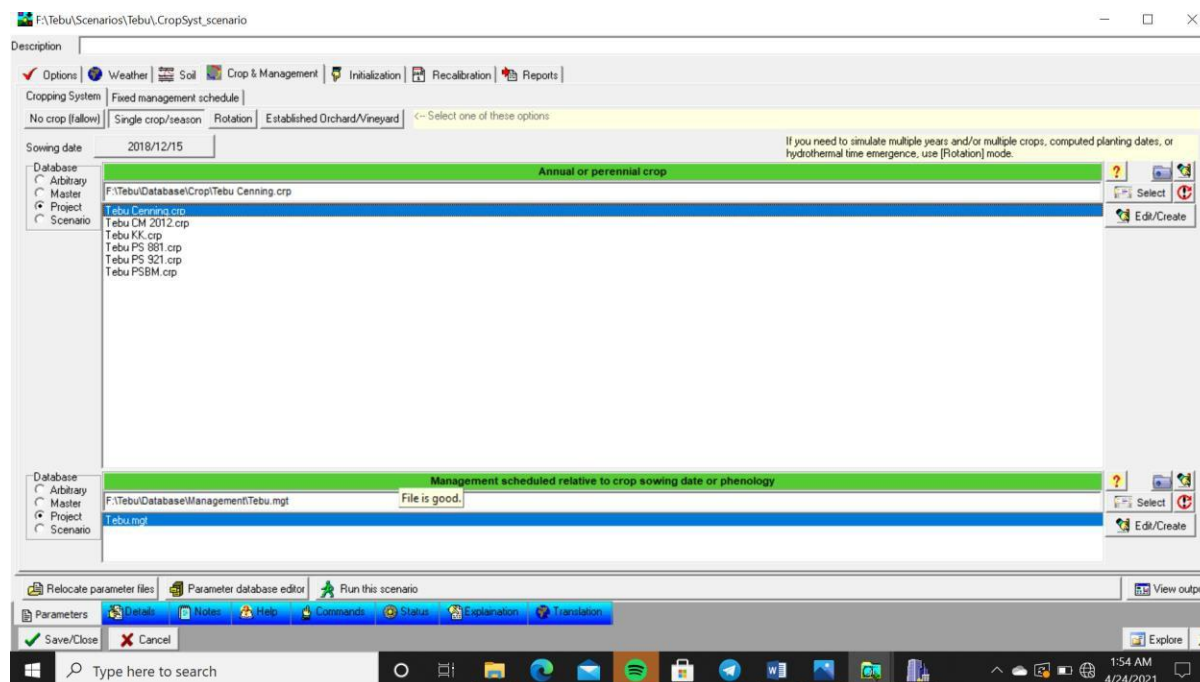 F:\Tebu\Scenarios\Tebu\.CropSyst_scenario
Description
Options Weather Soil Crop & Management Initialization Recalibration Reports
Cropping System Fixed management schedule
No crop (fallow) Single crop/season Rotation Established Orchard/Vineyard <-- Select one of these options
Sowing date 2018/12/15
If you need to simulate multiple years and/or multiple crops, computed planting dates, or
hydrothermal time emergence, use [Rotation] mode.
Database
Arbitrary
Master
Project
Scenario
Annual or perennial crop
?
F:\Tebu\Database\Crop\Tebu Cenning.crp
Select
Edit/Create
Tebu Cenning.crp
Tebu CM 2012.crp
Tebu KK.crp
Tebu PS 881.crp
Tebu PS 921.crp
Tebu PSBM.crp
Database
Arbitrary
Master
Project
Scenario
Management scheduled relative to crop sowing date or phenology
?
F:\Tebu\Database\Management\Tebu.mgt
File is good.
Select
Edit/Create
Tebu.mgt
Relocate parameter files Parameter database editor Run this scenario View outpu
Parameters Details Notes Help Commands Status Explaination Translation
Save/Close Cancel Explore
Type here to search
1:54 AM
4/24/2021